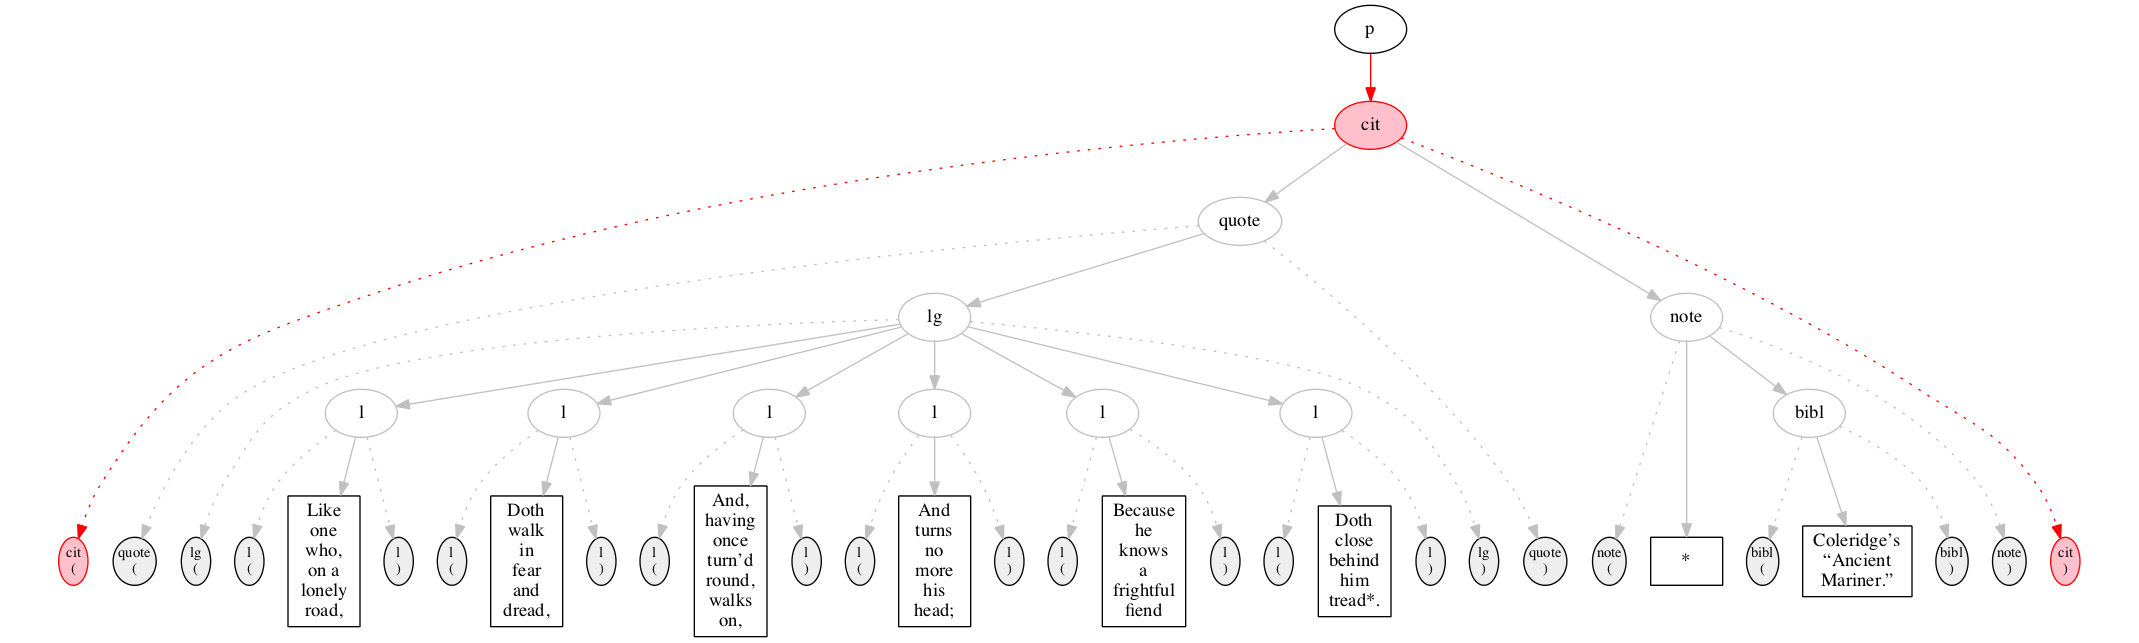 p
cit
quote
lg
note
l
l
l
l
l
l
bibl
cit
(
quote
(
lg
(
l
(
Like
one
who,
on a
lonely
road,
l
)
l
(
Doth
walk
in
fear
and
dread,
l
)
l
(
And,
having
once
turn’d
round,
walks
on,
l
)
l
(
And
turns
no
more
his
head;
l
)
l
(
Because
he
knows
a
frightful
fiend
l
)
l
(
Doth
close
behind
him
tread*.
l
)
lg
)
quote
)
note
(
*
bibl
(
Coleridge’s
“Ancient
Mariner.”
bibl
)
note
)
cit
)